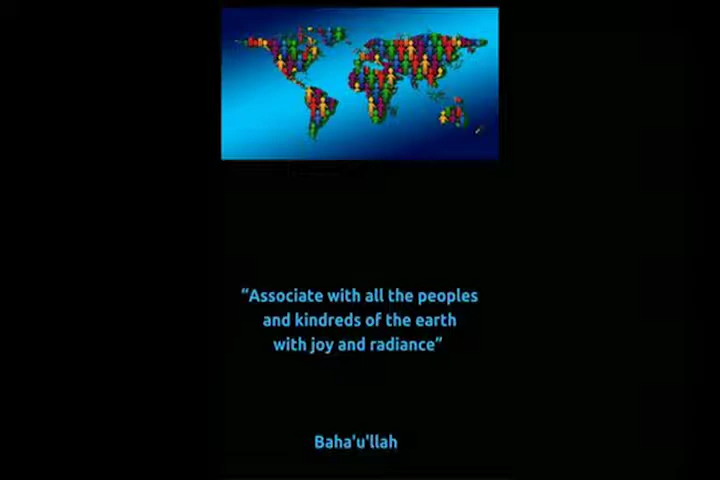 “Associate with all the peoples
and kindreds of the earth
with joy and radiance”
Baha'u'llah